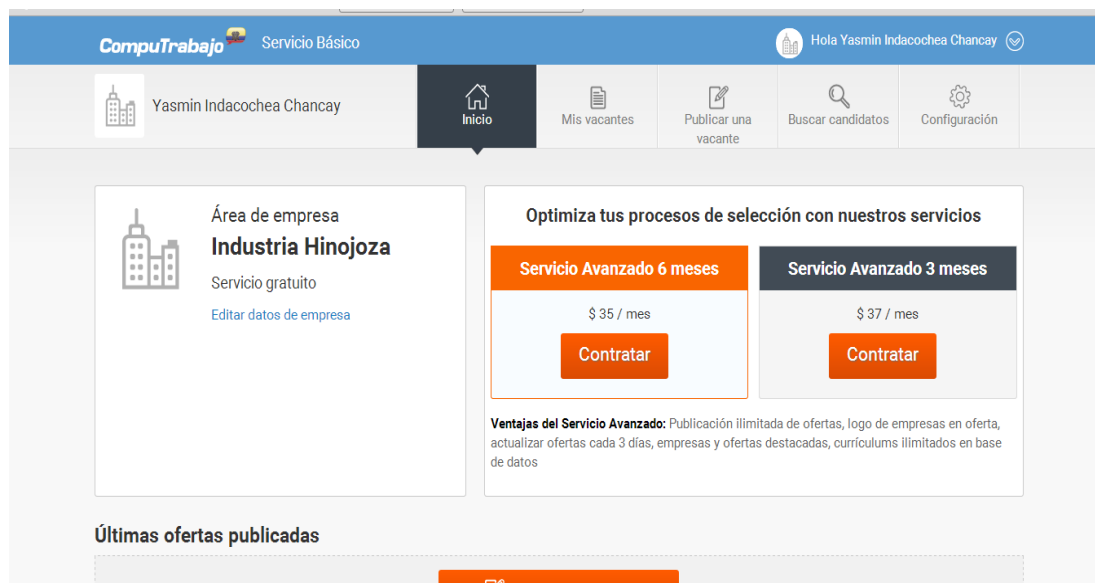 CompuTrabajo Servicio Básico
Hola Yasmin Indacochea Chancay
Yasmin Indacochea Chancay
Inicio
Mis vacantes
Publicar una
vacante
Buscar candidatos
Configuración
Área de empresa
Industria Hinojoza
Servicio gratuito
Editar datos de empresa
Optimiza tus procesos de selección con nuestros servicios
Servicio Avanzado 6 meses
$ 35 / mes
Contratar
Servicio Avanzado 3 meses
$ 37 / mes
Contratar
Ventajas del Servicio Avanzado: Publicación ilimitada de ofertas, logo de empresas en oferta,
actualizar ofertas cada 3 días, empresas y ofertas destacadas, currículums ilimitados en base
de datos
Últimas ofertas publicadas